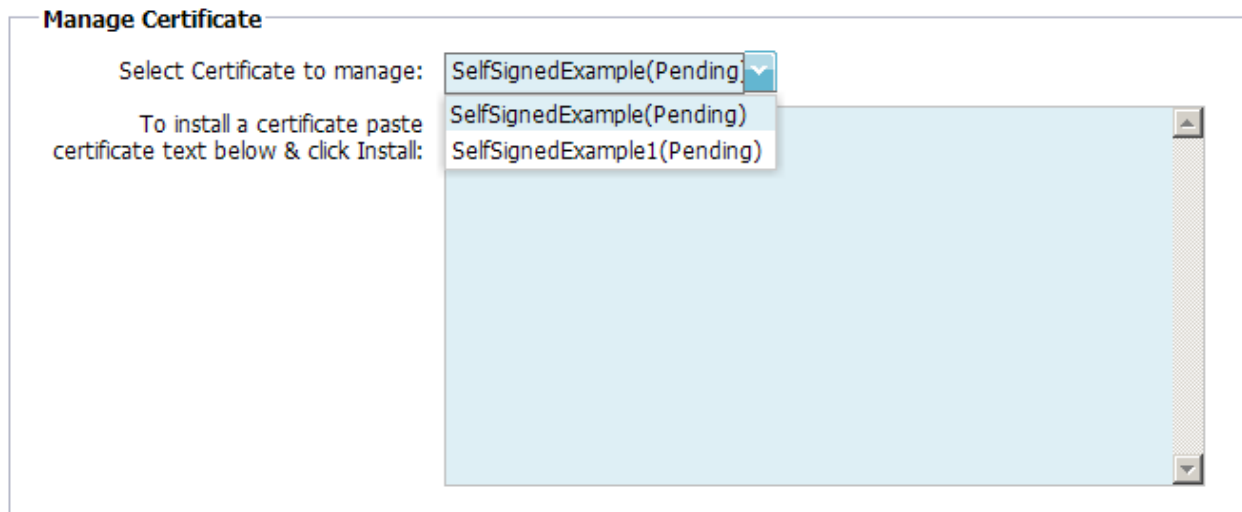 Manage Certificate
Select Certificate to manage:
SelfSignedExample(Pending)
SelfSignedExample(Pending)
SelfSignedExample1(Pending)
To install a certificate paste
certificate text below & click Install: